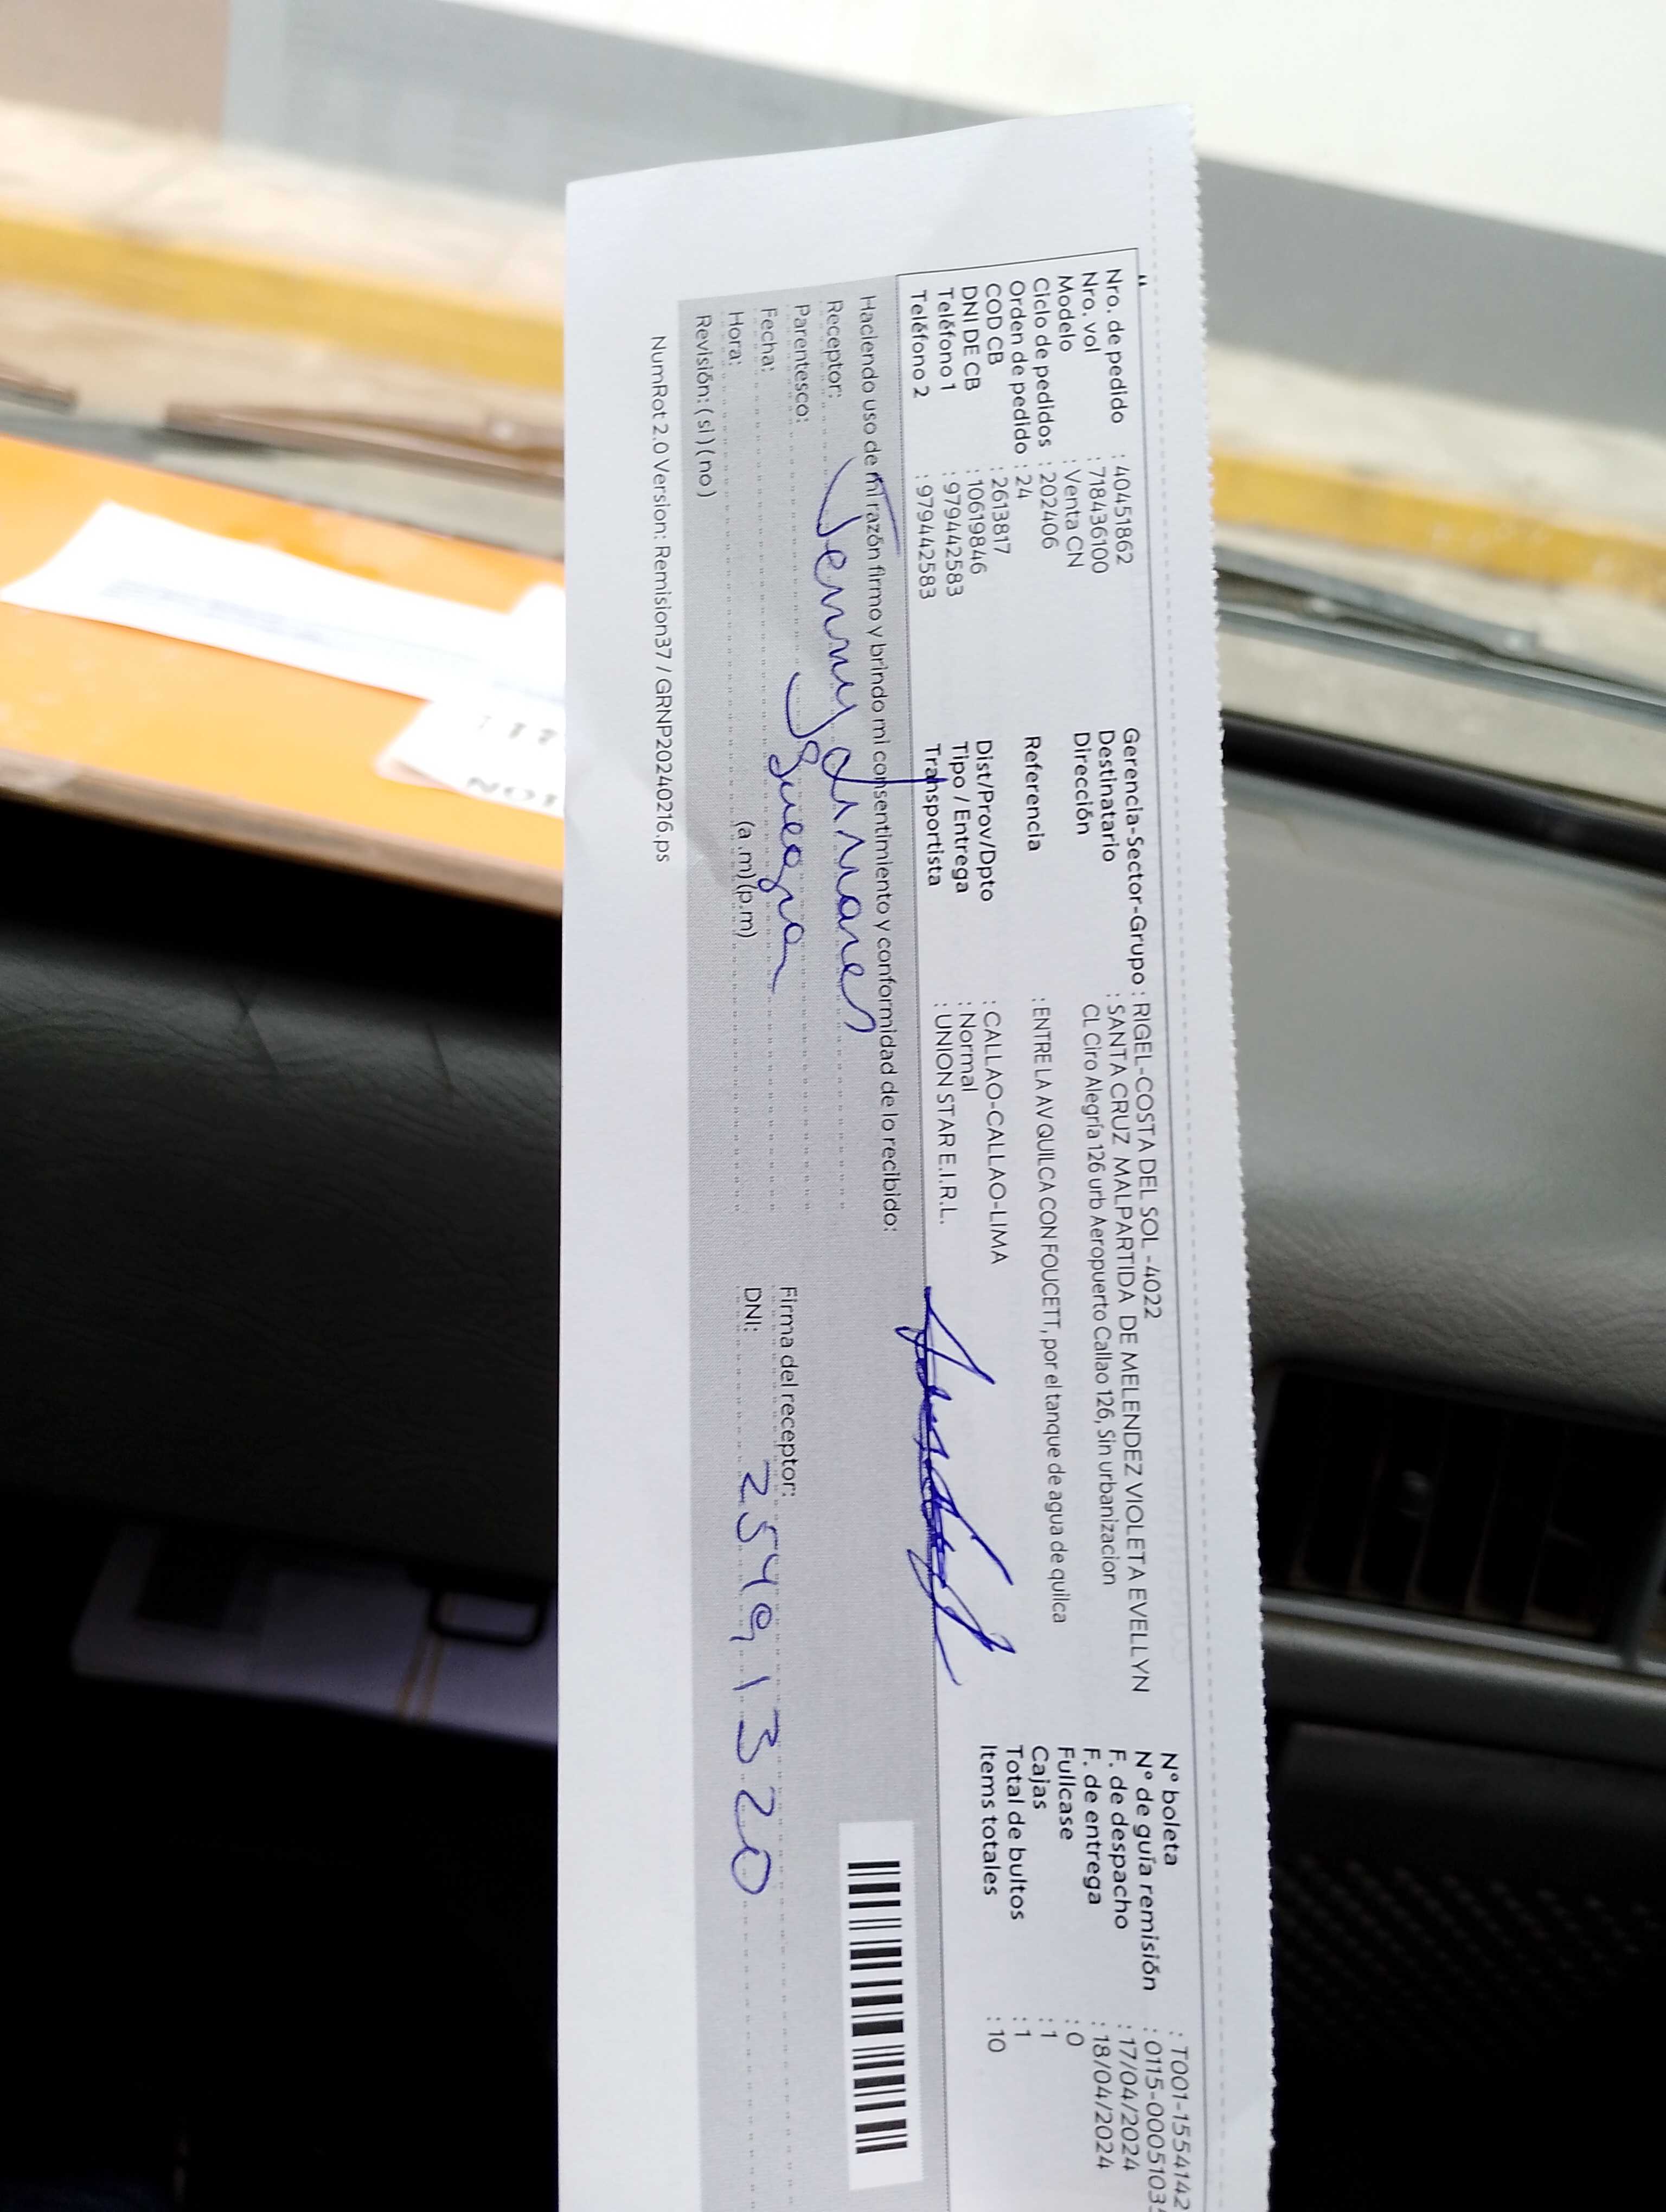 Nro. de pedido : 40451862
Nro. vol : 718436100
Modelo : Venta CN
Ciclo de pedidos : 202406
Orden de pedido : 24
COD CB : 2613817
DNI DE CB : 10619846
Teléfono 1 : 979442583
Teléfono 2 : 979442583
Gerencia-Sector-Grupo : RIGEL-COSTA DEL SOL -4022
Destinatario : SANTA CRUZ MALPARTIDA DE MELENDEZ VIOLETA EVELLYN
Dirección CL Ciro Alegría 126 urb Aeropuerto Callao 126, Sin urbanizacion
Referencia : ENTRE LA AV QUILCA CON FOUCETT, por el tanque de agua de quilca
Dist/Prov/Dpto : CALLAO-CALLAO-LIMA
Tipo / Entrega : Normal
Transportista : UNION STAR E.I.R.L.
N° boleta : T001-1554142
N° de guía remisión : 0115-0005103
F. de despacho : 17/04/2024
F. de entrega : 18/04/2024
Fullcase : 0
Cajas : 1
Total de bultos : 1
Items totales : 10
Haciendo uso de mi razón firmo y brindo mi consentimiento y conformidad de lo recibido:
Receptor: Jenny Linares
Parentesco: Suegra
Fecha:
Hora: (a.m) (p.m)
Revisión: (si) (no)
Firma del receptor:
DNI: 25491320
NumRot 2.0 Version: Remision37 / GRNP20240216.ps